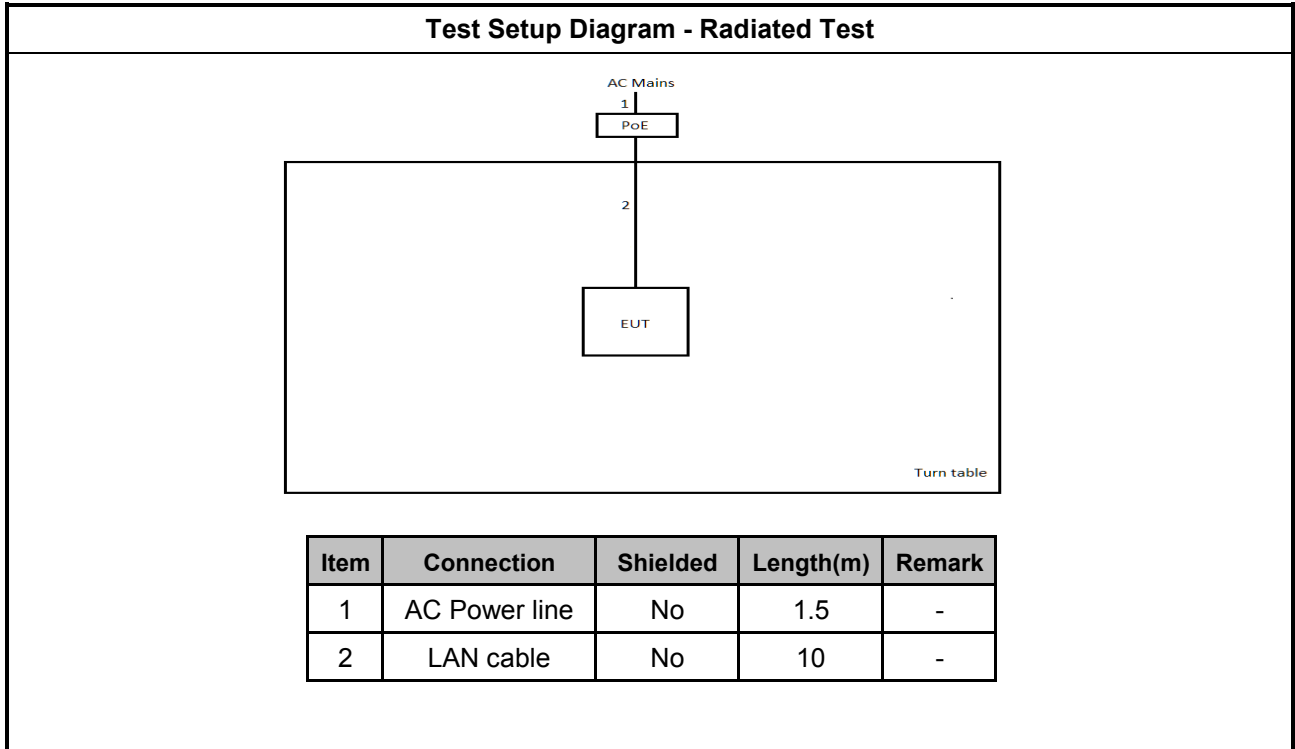 Test Setup Diagram - Radiated Test
AC Mains
1
PoE
2
EUT
Turn table
Item Connection Shielded Length(m) Remark
1 AC Power line No 1.5 -
2 LAN cable No 10 -